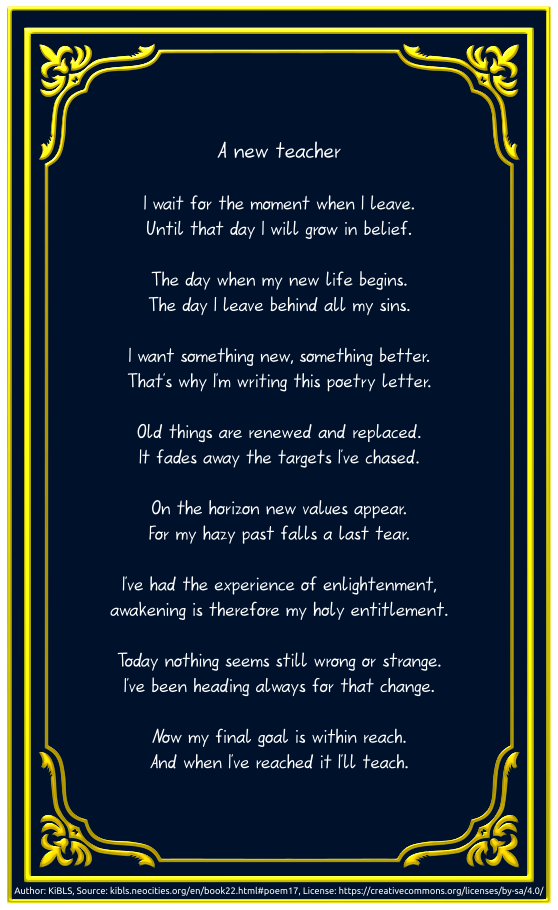 A new teacher
I wait for the moment when I leave.
Until that day I will grow in belief.
The day when my new life begins.
The day I leave behind all my sins.
I want something new, something better.
That's why I'm writing this poetry letter.
Old things are renewed and replaced.
It fades away the targets I've chased.
On the horizon new values appear.
For my hazy past falls a last tear.
I've had the experience of enlightenment,
awakening is therefore my holy entitlement.
Today nothing seems still wrong or strange.
I've been heading always for that change.
Now my final goal is within reach.
And when I've reached it I'll teach.
Author: KiBLS, Source: kibls.neocities.org/en/book22.html#poem17, License: https://creativecommons.org/licenses/by-sa/4.0/